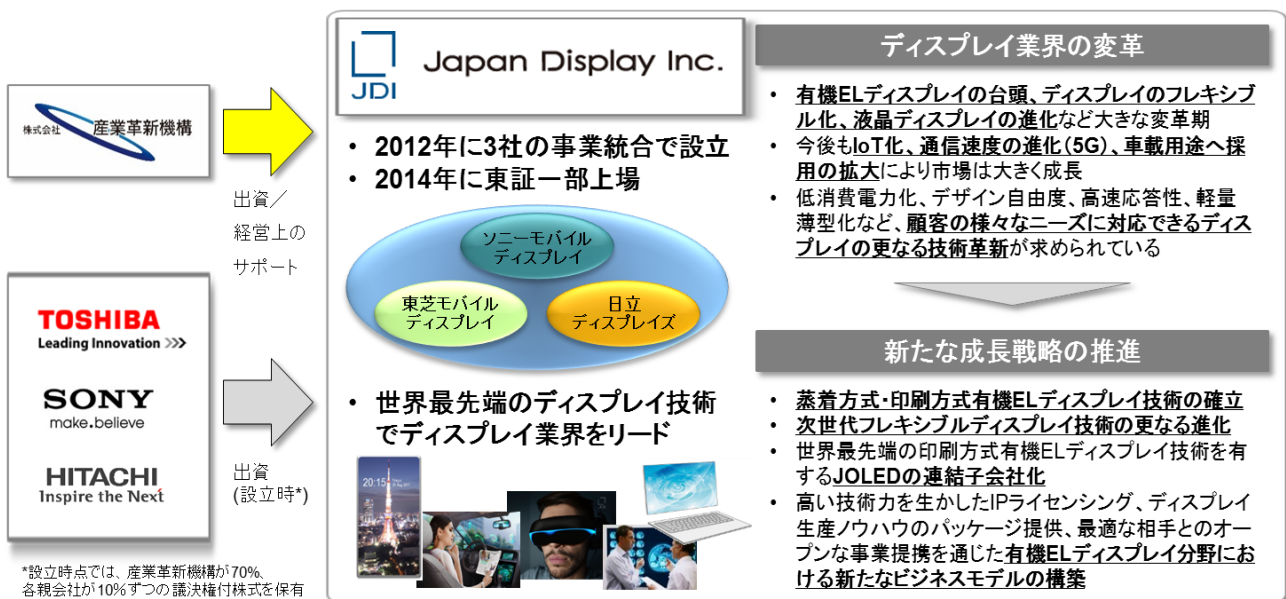 株式会社 産業革新機構
出資／
経営上の
サポート
TOSHIBA
Leading Innovation >>>
SONY
make.believe
HITACHI
Inspire the Next
出資
(設立時*)
*設立時点では、産業革新機構が70%、
各親会社が10%ずつの議決権付株式を保有
JDI
Japan Display Inc.
• 2012年に3社の事業統合で設立
• 2014年に東証一部上場
ソニーモバイル
ディスプレイ
東芝モバイル
ディスプレイ
日立
ディスプレイズ
• 世界最先端のディスプレイ技術
でディスプレイ業界をリード
20:15
ディスプレイ業界の変革
• 有機ELディスプレイの台頭、ディスプレイのフレキシブ
ル化、液晶ディスプレイの進化など大きな変革期
• 今後もIoT化、通信速度の進化(5G)、車載用途へ採
用の拡大により市場は大きく成長
• 低消費電力化、デザイン自由度、高速応答性、軽量
薄型化など、顧客の様々なニーズに対応できるディス
プレイの更なる技術革新が求められている
新たな成長戦略の推進
• 蒸着方式・印刷方式有機ELディスプレイ技術の確立
• 次世代フレキシブルディスプレイ技術の更なる進化
• 世界最先端の印刷方式有機ELディスプレイ技術を有
するJOLEDの連結子会社化
• 高い技術力を生かしたIPライセンシング、ディスプレイ
生産ノウハウのパッケージ提供、最適な相手とのオー
プンな事業提携を通じた有機ELディスプレイ分野にお
ける新たなビジネスモデルの構築